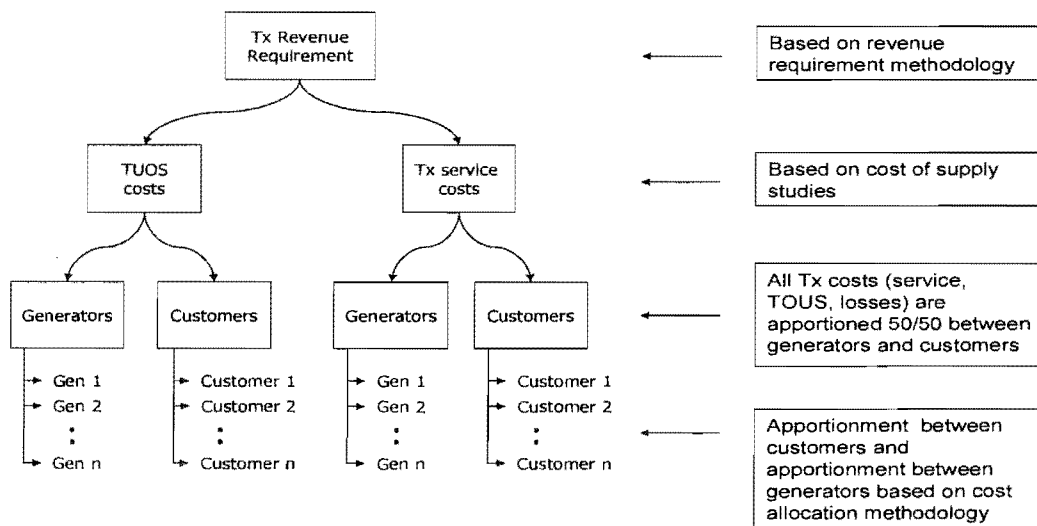 Tx Revenue
Requirement
Based on revenue
requirement methodology
TUOS
costs
Tx service
costs
Based on cost of supply
studies
Generators
Customers
Generators
Customers
All Tx costs (service,
TOUS, losses) are
apportioned 50/50 between
generators and customers
Gen 1
Gen 2
Gen n
Customer 1
Customer 2
Customer n
Gen 1
Gen 2
Gen n
Customer 1
Customer 2
Customer n
Apportionment between
customers and
apportionment between
generators based on cost
allocation methodology